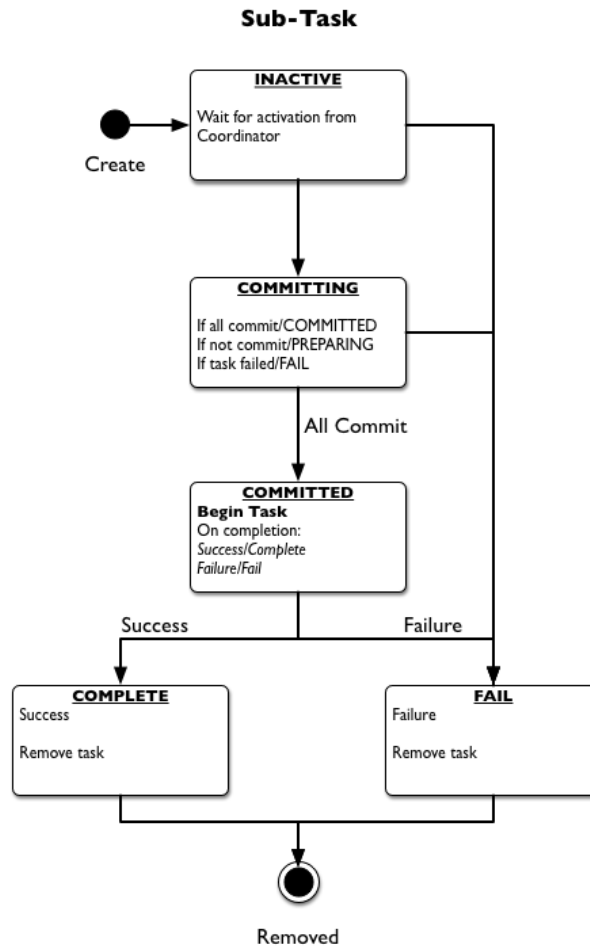 Sub-Task
INACTIVE
Wait for activation from
Coordinator
Create
COMMITTING
If all commit/COMMITTED
If not commit/PREPARING
If task failed/FAIL
All Commit
COMMITTED
Begin Task
On completion:
Success/Complete
Failure/Fail
Success
Failure
COMPLETE
Success
Remove task
FAIL
Failure
Remove task
Removed